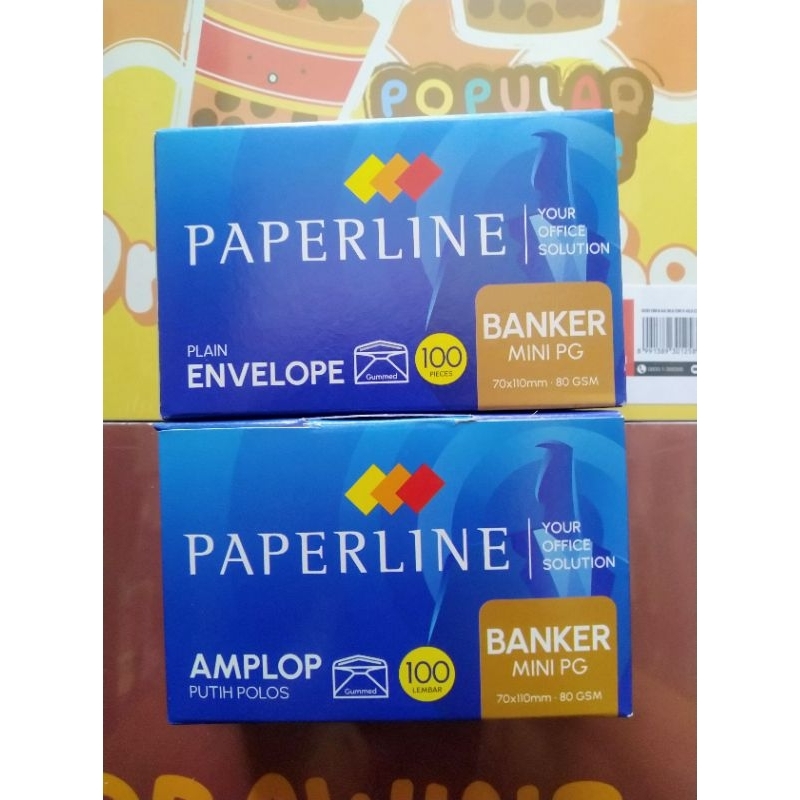 POPULAR
PAPERLINE
YOUR
OFFICE
SOLUTION
PLAIN
ENVELOPE
Gummed
100
PIECES
BANKER
MINI PG
70x110mm · 80 GSM
PAPERLINE
YOUR
OFFICE
SOLUTION
AMPLOP
PUTIH POLOS
Gummed
100
LEMBAR
BANKER
MINI PG
70x110mm · 80 GSM